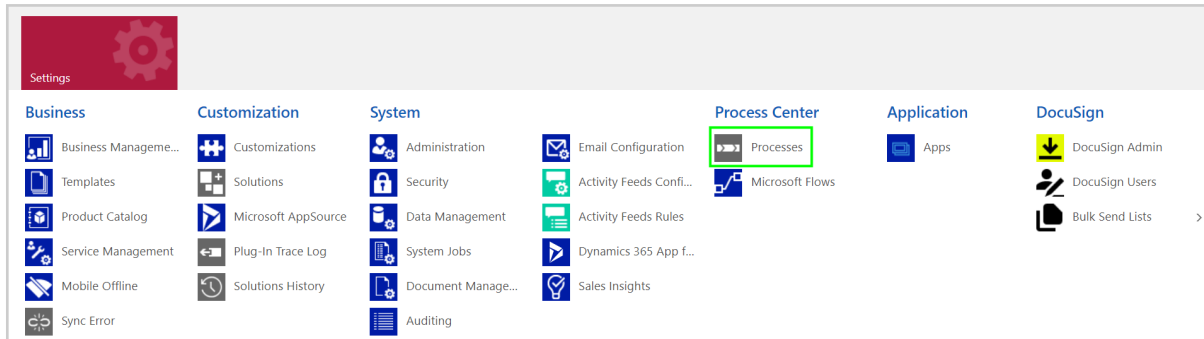 Settings
Business
Business Manageme...
Templates
Product Catalog
Service Management
Mobile Offline
Sync Error
Customization
Customizations
Solutions
Microsoft AppSource
Plug-In Trace Log
Solutions History
System
Administration
Security
Data Management
System Jobs
Document Manage...
Auditing
Email Configuration
Activity Feeds Confi...
Activity Feeds Rules
Dynamics 365 App f...
Sales Insights
Process Center
Processes
Microsoft Flows
Application
Apps
DocuSign
DocuSign Admin
DocuSign Users
Bulk Send Lists